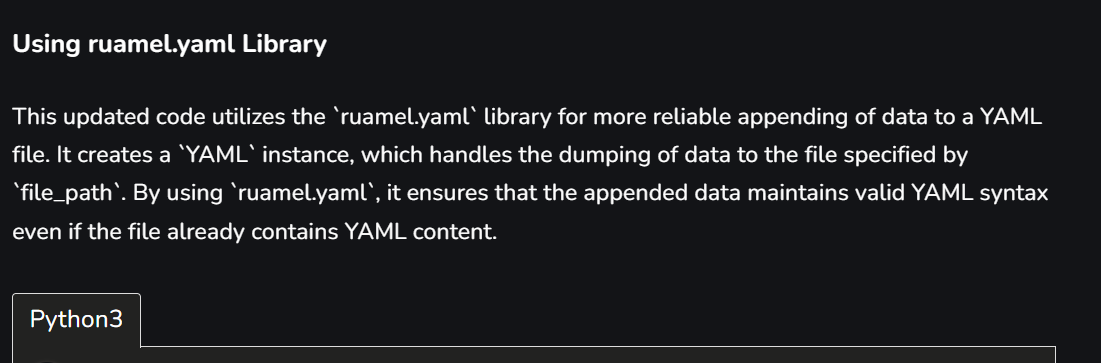 Using ruamel.yaml Library
This updated code utilizes the `ruamel.yaml` library for more reliable appending of data to a YAML
file. It creates a `YAML` instance, which handles the dumping of data to the file specified by
`file_path`. By using `ruamel.yaml`, it ensures that the appended data maintains valid YAML syntax
even if the file already contains YAML content.
Python3